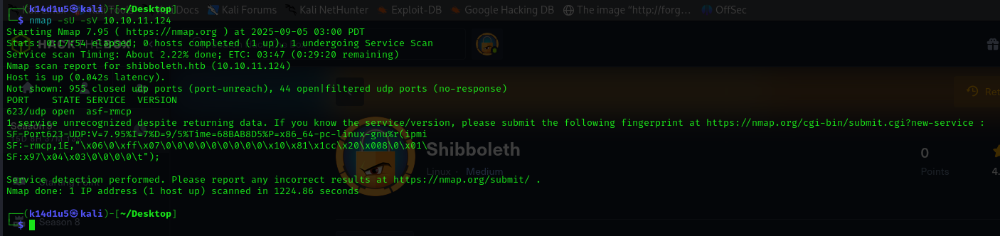 Docs Kali Forums Kali NetHunter Exploit-DB Google Hacking DB The image "http://forg… OffSec
(k14d1u5㉿kali)-[~/Desktop]
$ nmap -sU -sV 10.10.11.124
Starting Nmap 7.95 ( https://nmap.org ) at 2025-09-05 03:00 PDT
Stats: 0:17:54 elapsed; 0 hosts completed (1 up), 1 undergoing Service Scan
Service scan Timing: About 2.22% done; ETC: 03:47 (0:29:20 remaining)
Nmap scan report for shibboleth.htb (10.10.11.124)
Host is up (0.042s latency).
Not shown: 955 closed udp ports (port-unreach), 44 open|filtered udp ports (no-response)
PORT STATE SERVICE VERSION
623/udp open asf-rmcp
1 service unrecognized despite returning data. If you know the service/version, please submit the following fingerprint at https://nmap.org/cgi-bin/submit.cgi?new-service :
SF-Port623-UDP:V=7.95%I=7%D=9/5%Time=68BAB8D5%P=x86_64-pc-linux-gnu%r(ipmi
SF:-rmcp,1E,"\x06\0\xff\x07\0\0\0\0\0\0\0\0\0\x10\x81\x1cc\x20\x008\0\x01\
SF:x97\x04\x03\0\0\0\0\t");
Shibboleth
Linux · Medium
0
Points
Service detection performed. Please report any incorrect results at https://nmap.org/submit/ .
Nmap done: 1 IP address (1 host up) scanned in 1224.86 seconds
(k14d1u5㉿kali)-[~/Desktop]
$
Season 8